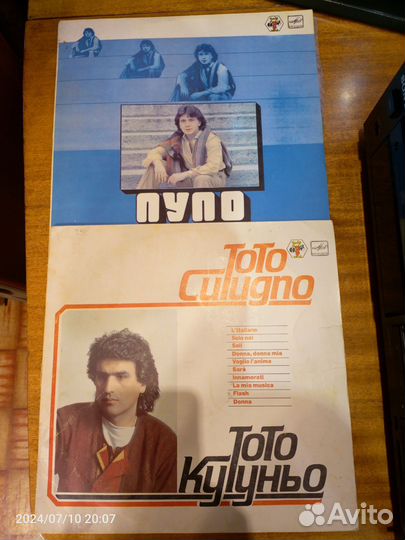 ПУПО
Toto
Cutugno
L'italiano
Solo noi
Soli
Donna, donna mia
Voglio l'anima
Sarà
Innamorati
La mia musica
Flash
Donna
Тото
Кутуньо
2024/07/10 20:07
Avito